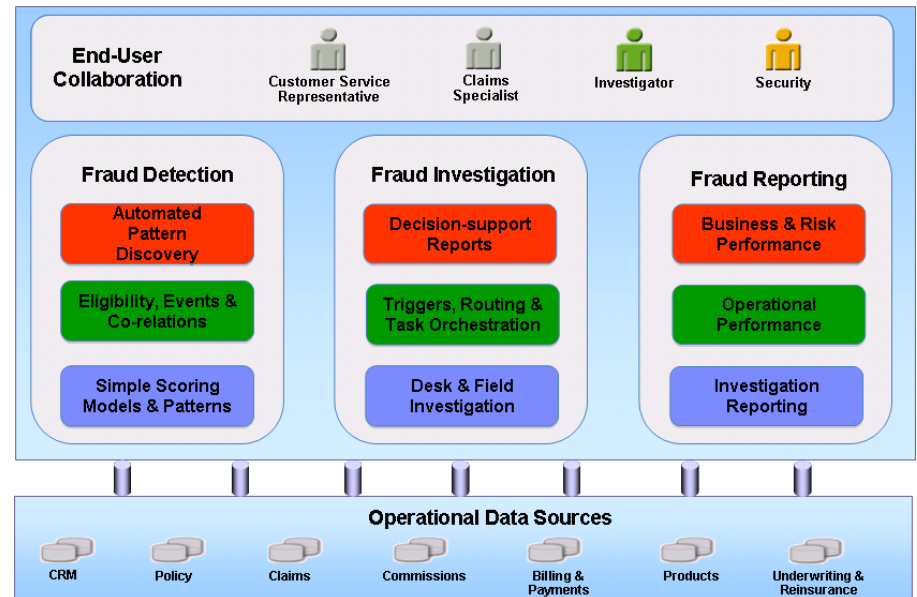 End-User
Collaboration
Customer Service
Representative
Claims
Specialist
Investigator
Security
Fraud Detection
Automated
Pattern
Discovery
Eligibility, Events &
Co-relations
Simple Scoring
Models & Patterns
Fraud Investigation
Decision-support
Reports
Triggers, Routing &
Task Orchestration
Desk & Field
Investigation
Fraud Reporting
Business & Risk
Performance
Operational
Performance
Investigation
Reporting
Operational Data Sources
CRM
Policy
Claims
Commissions
Billing &
Payments
Products
Underwriting &
Reinsurance